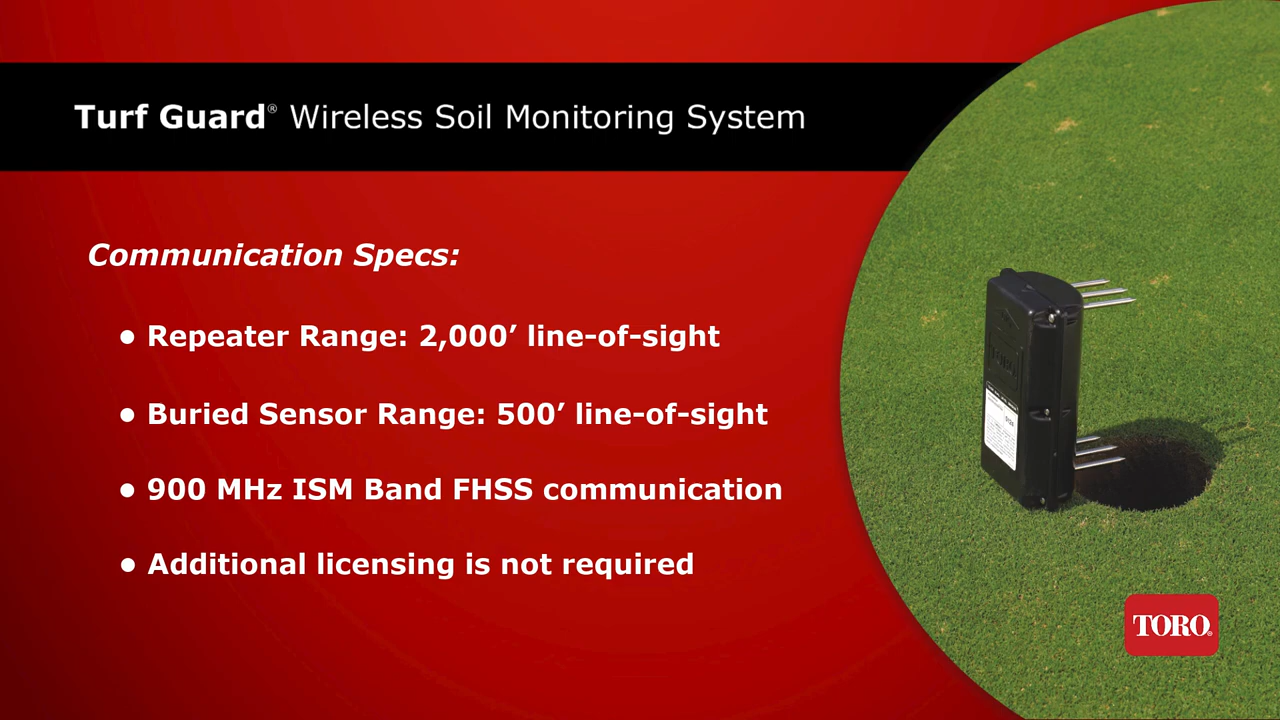 Turf Guard® Wireless Soil Monitoring System
Communication Specs:
• Repeater Range: 2,000’ line-of-sight
• Buried Sensor Range: 500’ line-of-sight
• 900 MHz ISM Band FHSS communication
• Additional licensing is not required
TORO
TORO®